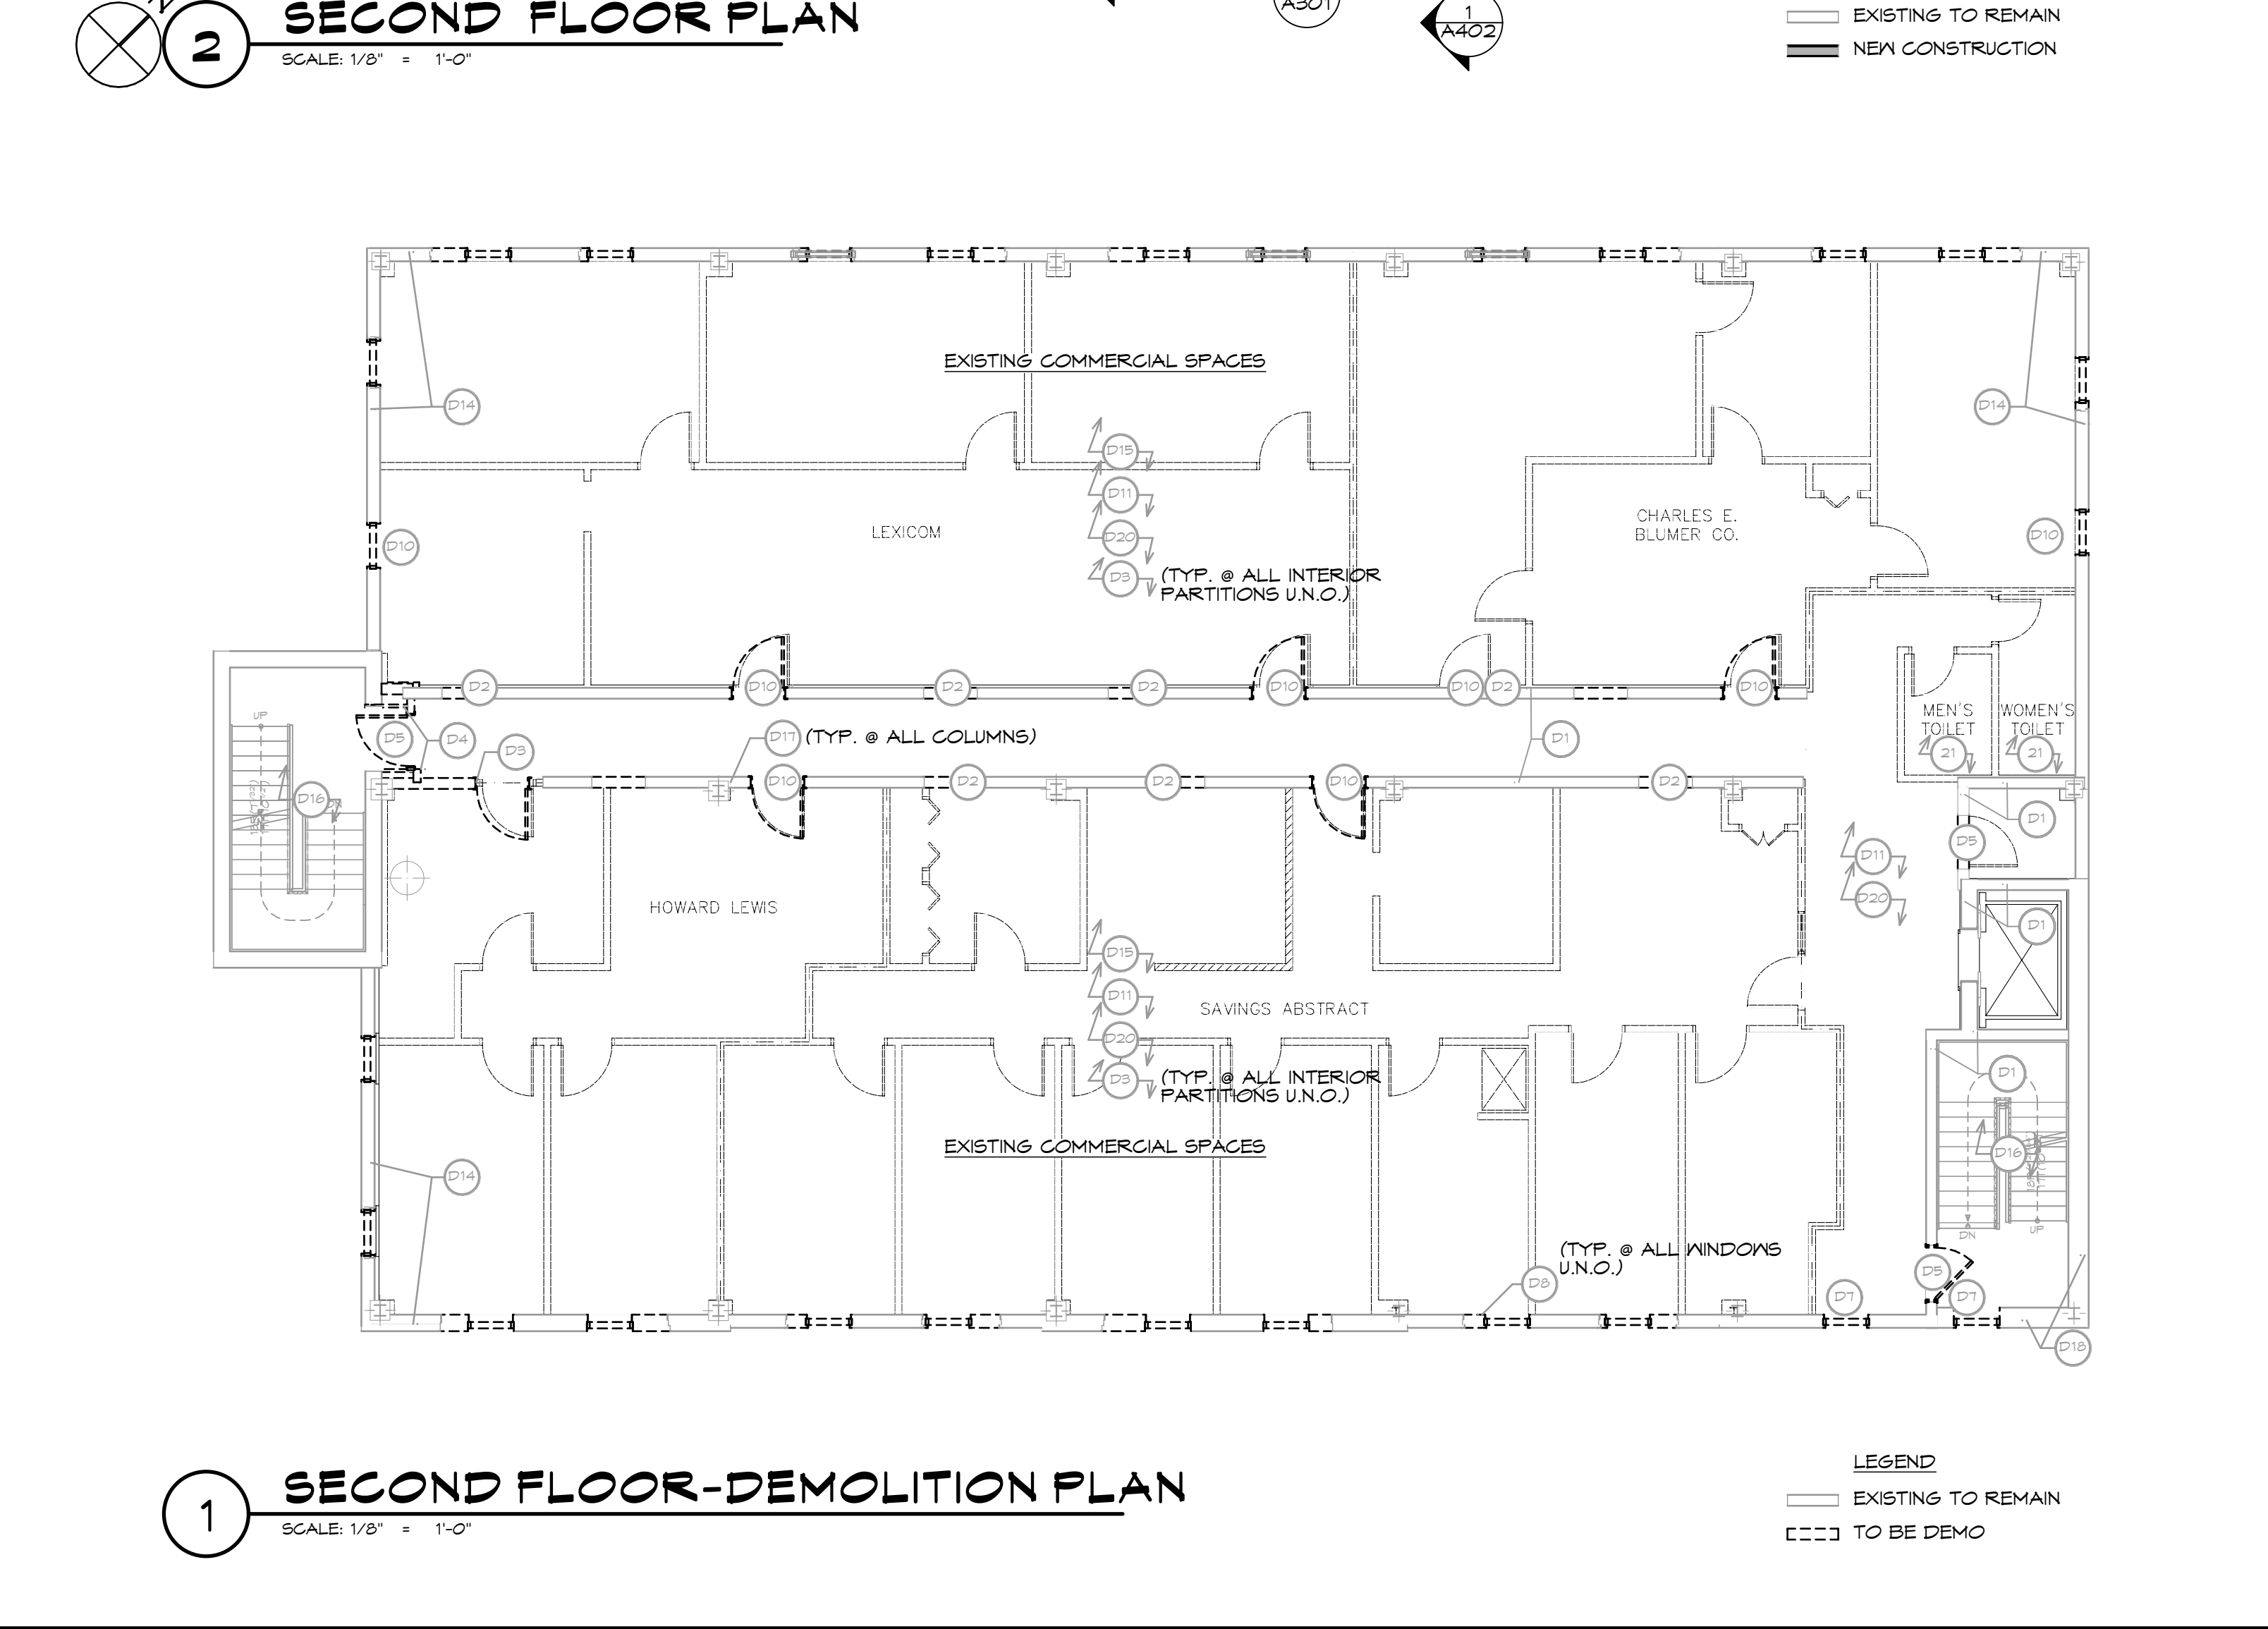 2
SECOND FLOOR PLAN
SCALE: 1/8" = 1'-0"
A301
1
A402
EXISTING TO REMAIN
NEW CONSTRUCTION
EXISTING COMMERCIAL SPACES
D14
D14
D15
D11
D20
D3
(TYP. @ ALL INTERIOR
PARTITIONS U.N.O.)
LEXICOM
CHARLES E.
BLUMER CO.
D10
D10
D2
D10
D2
D2
D10
D10
D2
D10
MEN'S
TOILET
21
WOMEN'S
TOILET
21
UP
D5
D4
D3
D17
(TYP. @ ALL COLUMNS)
D1
D10
D2
D2
D10
D2
D16
D1
D5
D11
D20
D1
HOWARD LEWIS
D15
D11
D20
D3
(TYP. @ ALL INTERIOR
PARTITIONS U.N.O.)
SAVINGS ABSTRACT
D1
D16
EXISTING COMMERCIAL SPACES
D14
(TYP. @ ALL WINDOWS
U.N.O.)
D8
DN
UP
D5
D7
D7
D18
1
SECOND FLOOR-DEMOLITION PLAN
SCALE: 1/8" = 1'-0"
LEGEND
EXISTING TO REMAIN
TO BE DEMO